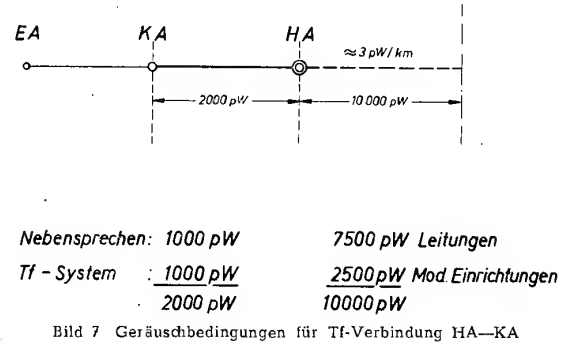 EA KA HA ≈3 pW/km
2000 pW 10 000 pW
Nebensprechen: 1000 pW 7500 pW Leitungen
Tf - System : 1000 pW 2500 pW Mod. Einrichtungen
2000 pW 10000 pW
Bild 7 Geräuschbedingungen für Tf-Verbindung HA—KA